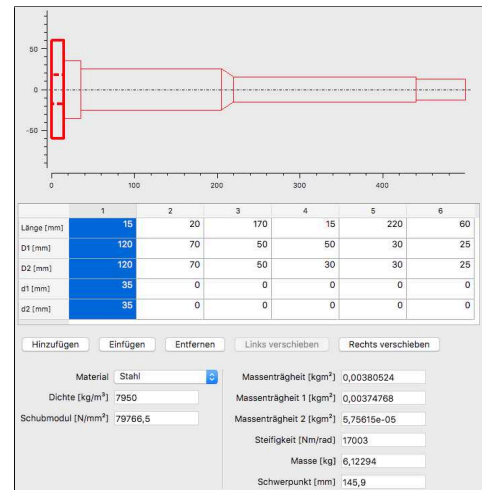 50
0
-50
0 100 200 300 400
1 2 3 4 5 6
Länge [mm] 15 20 170 15 220 60
D1 [mm] 120 70 50 50 30 25
D2 [mm] 120 70 50 30 30 25
d1 [mm] 35 0 0 0 0 0
d2 [mm] 35 0 0 0 0 0
Hinzufügen Einfügen Entfernen Links verschieben Rechts verschieben
Material Stahl Massenträgheit [kgm²] 0,00380524
Dichte [kg/m³] 7950 Massenträgheit 1 [kgm²] 0,00374768
Schubmodul [N/mm²] 79766,5 Massenträgheit 2 [kgm²] 5,75615e-05
Steifigkeit [Nm/rad] 17003
Masse [kg] 6,12294
Schwerpunkt [mm] 145,9